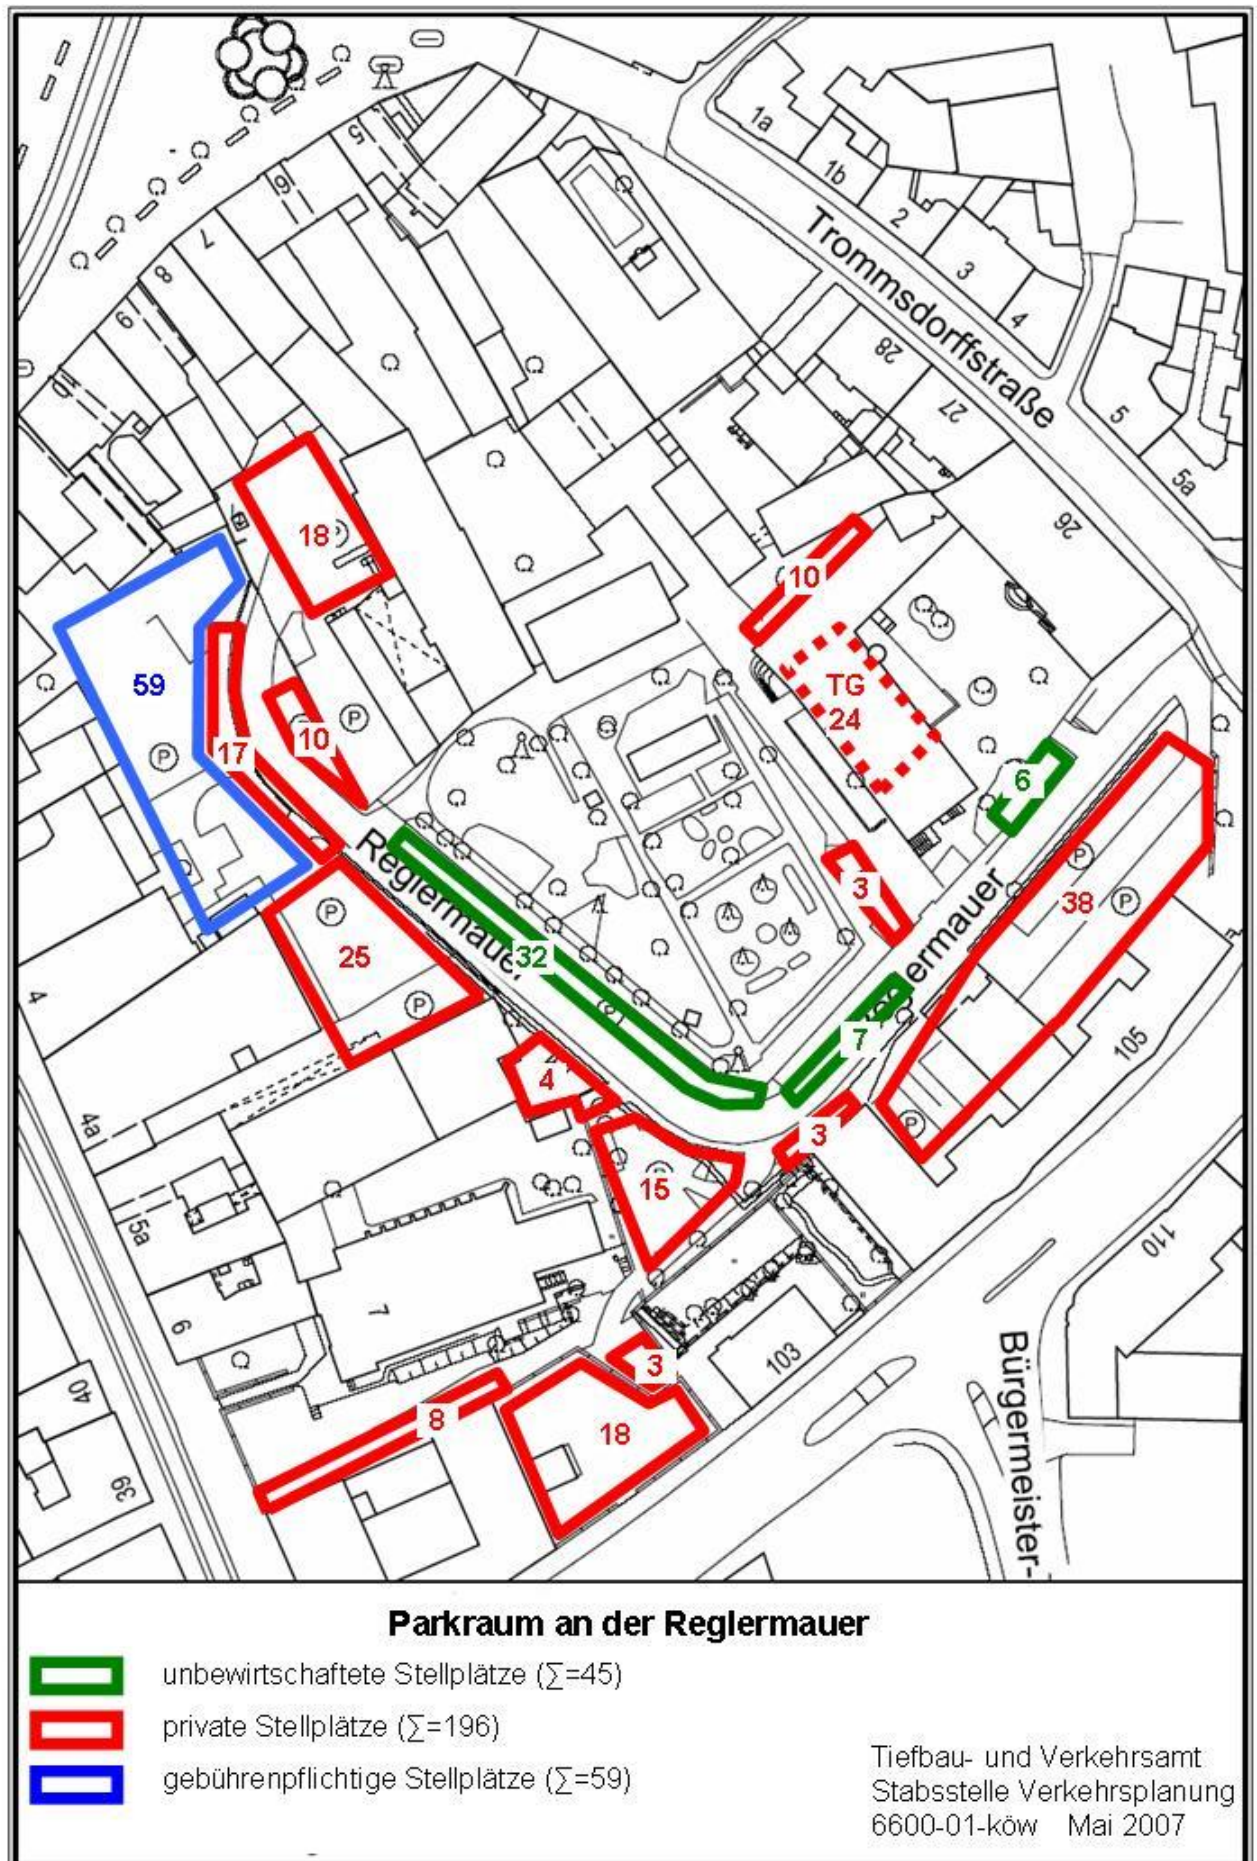 5
6
7
8
9
10
1a
1b
2
3
4
Trommsdorffstraße
28
27
5
5a
26
18
10
TG
24
59
P
17
10
P
6
Reglermauer
32
3
38
P
P
ermauer
25
P
P
7
4
4
3
105
P
4a
15
5a
110
6
7
3
103
40
8
18
39
Bürgermeister-
Parkraum an der Reglermauer
unbewirtschaftete Stellplätze (∑=45)
private Stellplätze (∑=196)
gebührenpflichtige Stellplätze (∑=59)
Tiefbau- und Verkehrsamt
Stabsstelle Verkehrsplanung
6600-01-köw Mai 2007